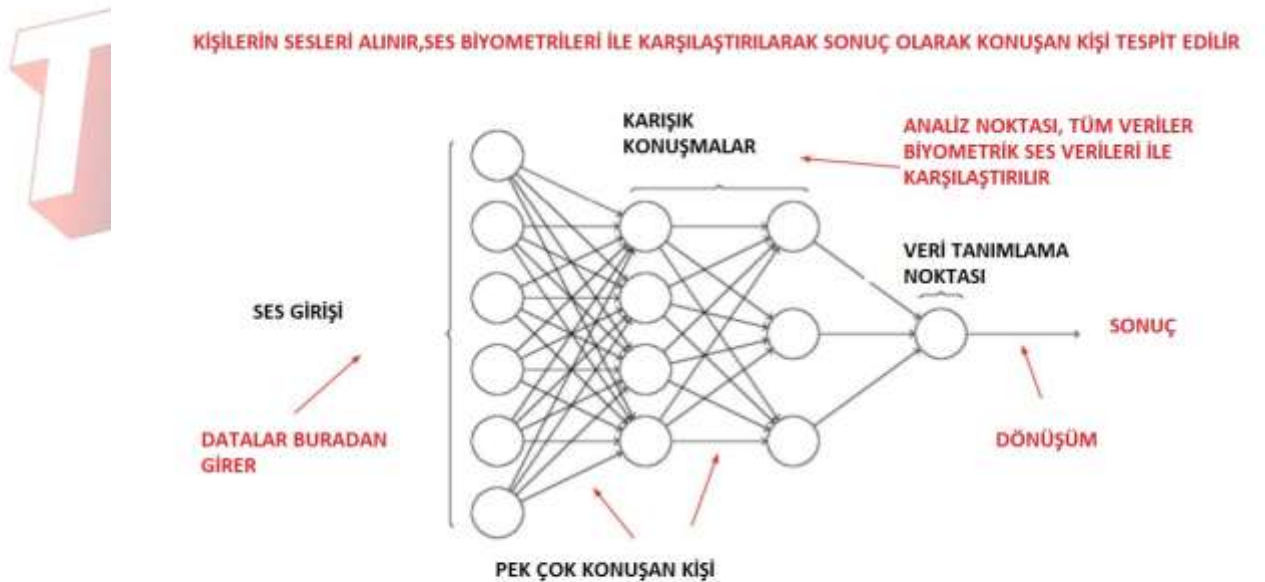 KİŞİLERİN SESLERİ ALINIR,SES BİYOMETRİLERİ İLE KARŞILAŞTIRILARAK SONUÇ OLARAK KONUŞAN KİŞİ TESPİT EDİLİR
KARIŞIK
KONUŞMALAR
ANALİZ NOKTASI, TÜM VERİLER
BİYOMETRİK SES VERİLERİ İLE
KARŞILAŞTIRILIR
VERİ TANIMLAMA
NOKTASI
SES GİRİŞİ
SONUÇ
DATALAR BURADAN
GİRER
DÖNÜŞÜM
PEK ÇOK KONUŞAN KİŞİ